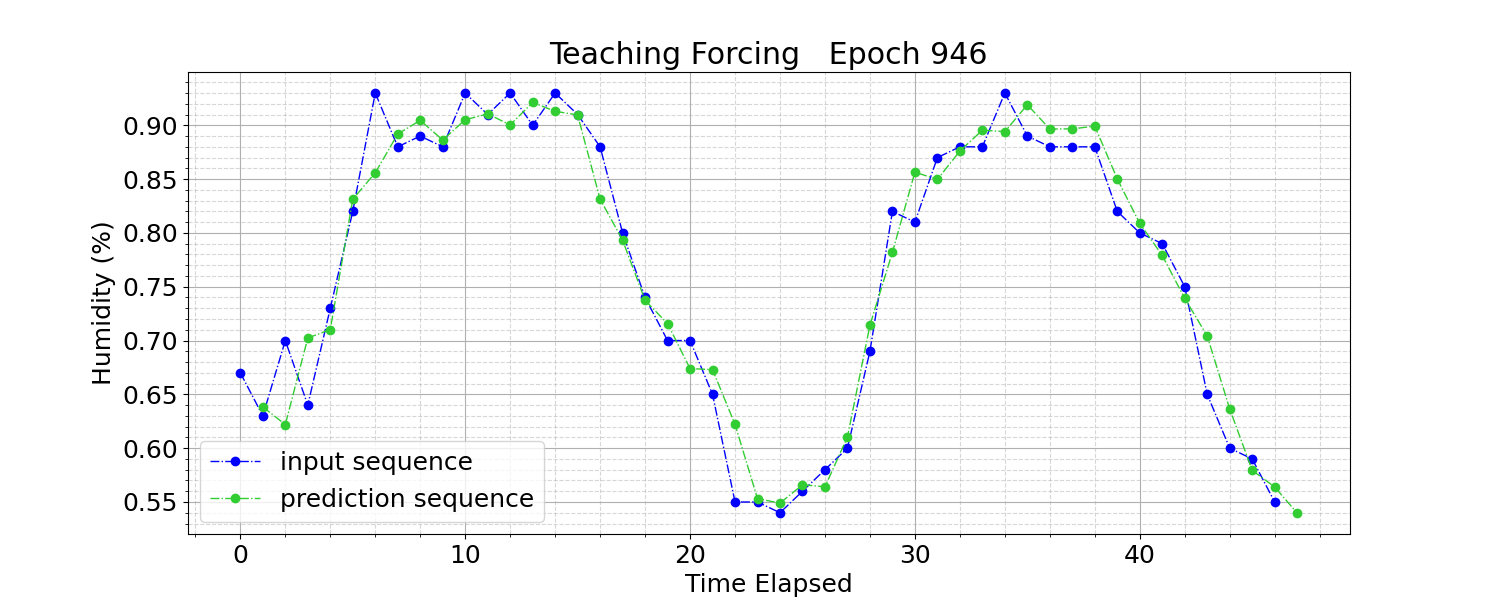 Teaching Forcing   Epoch 946
Humidity (%)
0.90
0.85
0.80
0.75
0.70
0.65
0.60
0.55
input sequence
prediction sequence
0 10 20 30 40
Time Elapsed